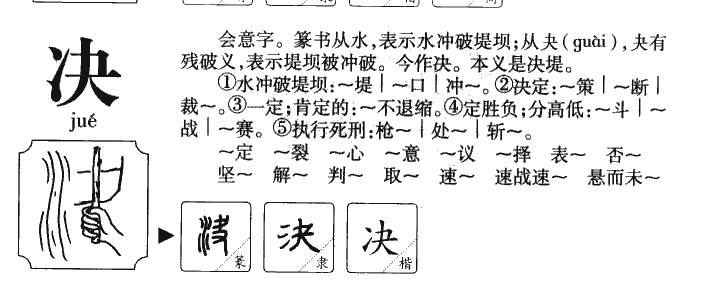 决
jué
会意字。篆书从水,表示水冲破堤坝;从夬(guài),夬有
残破义,表示堤坝被冲破。今作决。本义是决堤。
①水冲破堤坝:~堤|~口|冲~。②决定:~策|~断|
裁~。③一定;肯定的:~不退缩。④定胜负;分高低:~斗|~
战|~赛。⑤执行死刑:枪~|处~|斩~。
~定 ~裂 ~心 ~意 ~议 ~择 表~ 否~
坚~ 解~ 判~ 取~ 速~ 速战速~ 悬而未~
決 篆
決 隶
决 楷